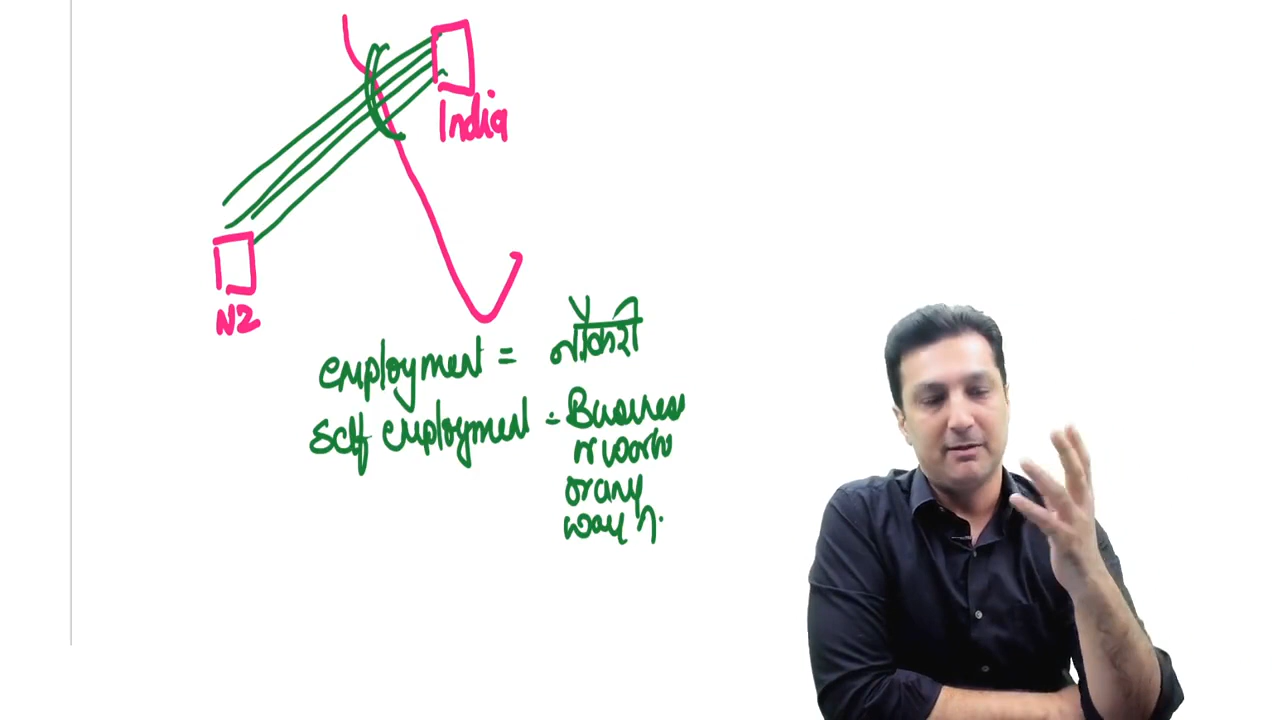 India
NZ
employment = नौकरी
self employment = Business
or work
or any
way